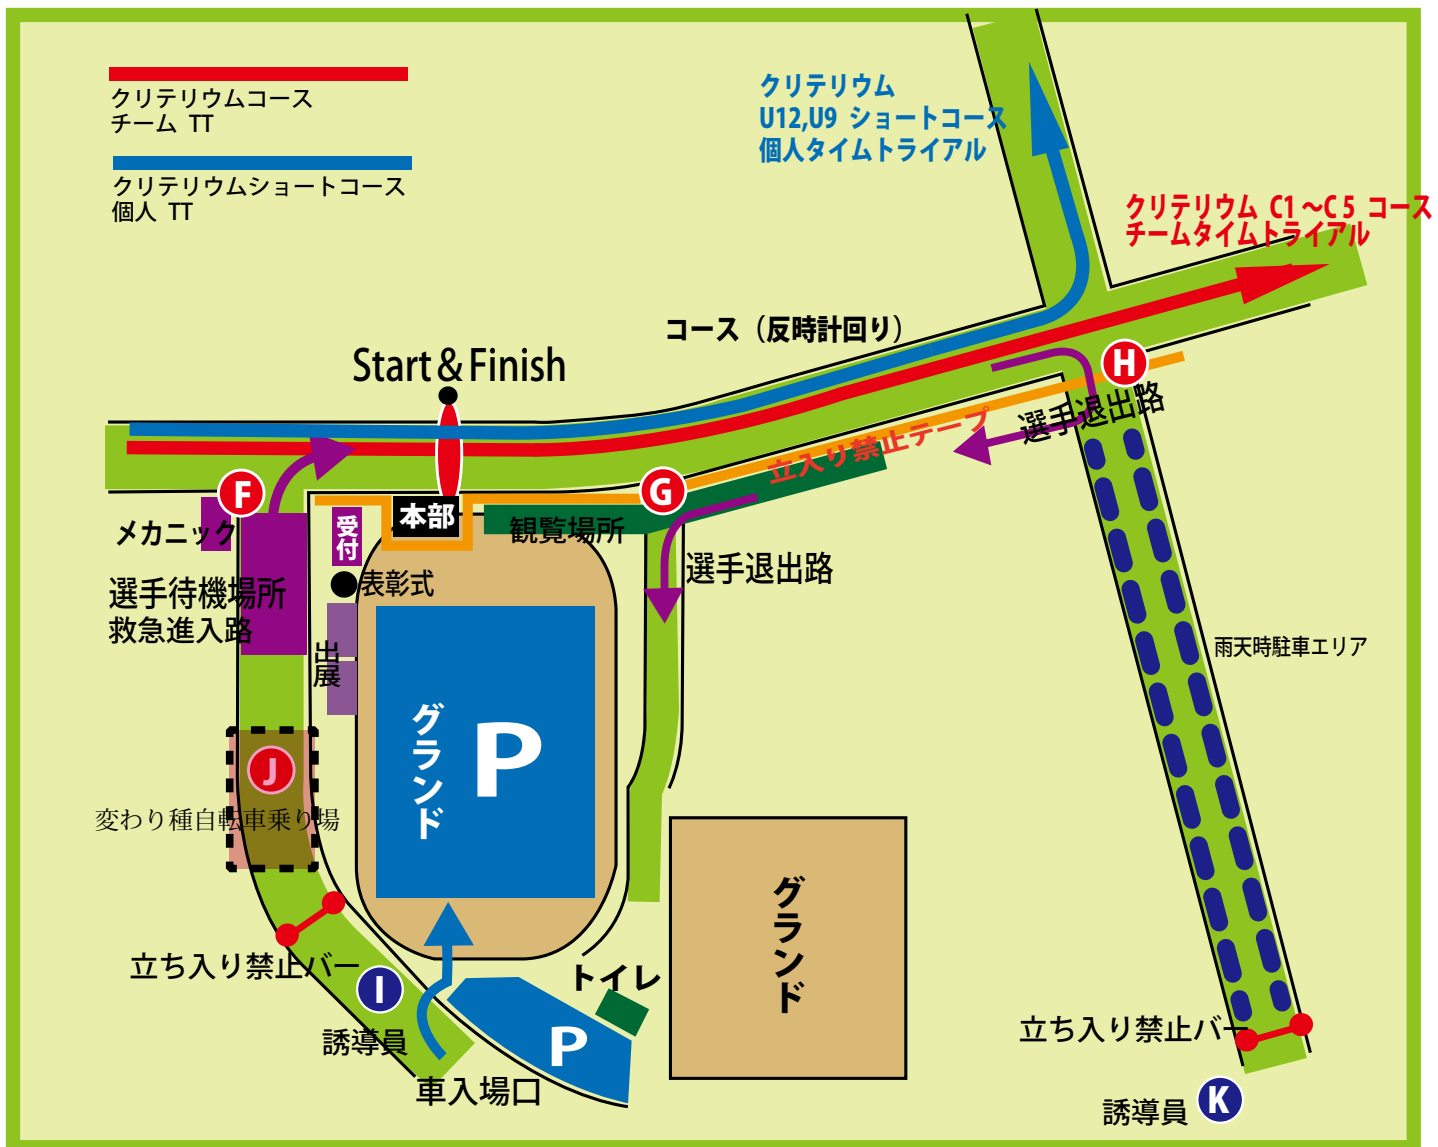 クリテリウムコース
チーム TT
クリテリウムショートコース
個人 TT
クリテリウム
U12,U9 ショートコース
個人タイムトライアル
クリテリウム C1～C5 コース
チームタイムトライアル
コース（反時計回り）
Start&Finish
H
選手退出路
立入り禁止テープ
F
G
メカニック
受付
本部
観覧場所
選手退出路
表彰式
選手待機場所
救急進入路
出展
雨天時駐車エリア
グランド
P
J
変わり種自転車乗り場
グランド
立ち入り禁止バー
I
トイレ
誘導員
P
車入場口
立ち入り禁止バー
誘導員
K